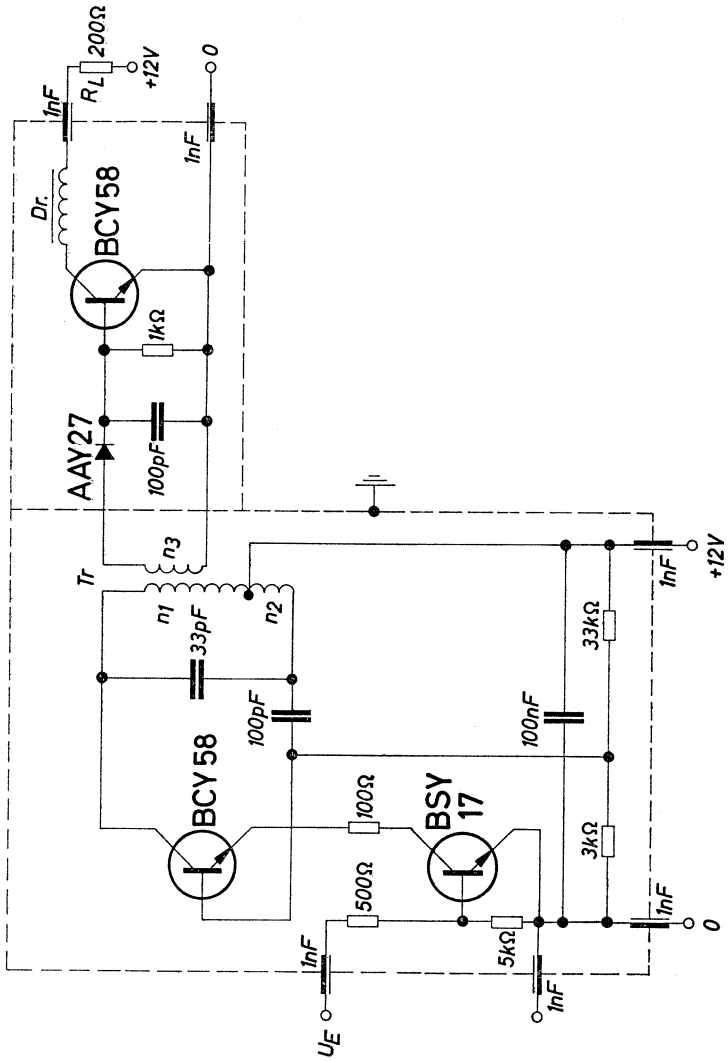 U_E
1nF
500Ω
5kΩ
1nF
1nF
0
BSY
17
100Ω
3kΩ
BCY58
100pF
33pF
100nF
33kΩ
1nF
+12V
Tr
n1
n2
n3
AAY27
100pF
1kΩ
BCY58
Dr.
1nF
1nF
R_L 200Ω
+12V
0